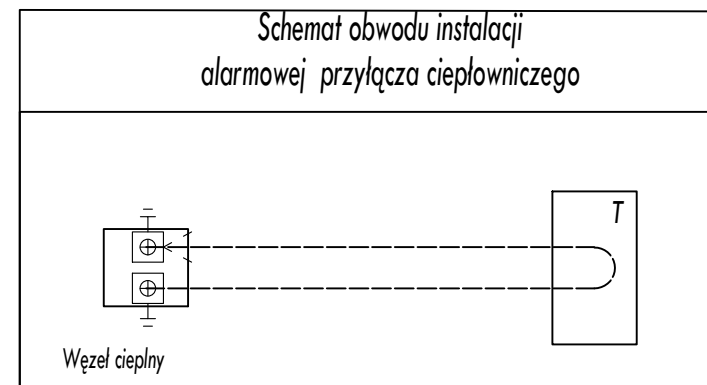 Schemat obwodu instalacji
alarmowej przyłącza ciepłowniczego
T
Węzeł cieplny